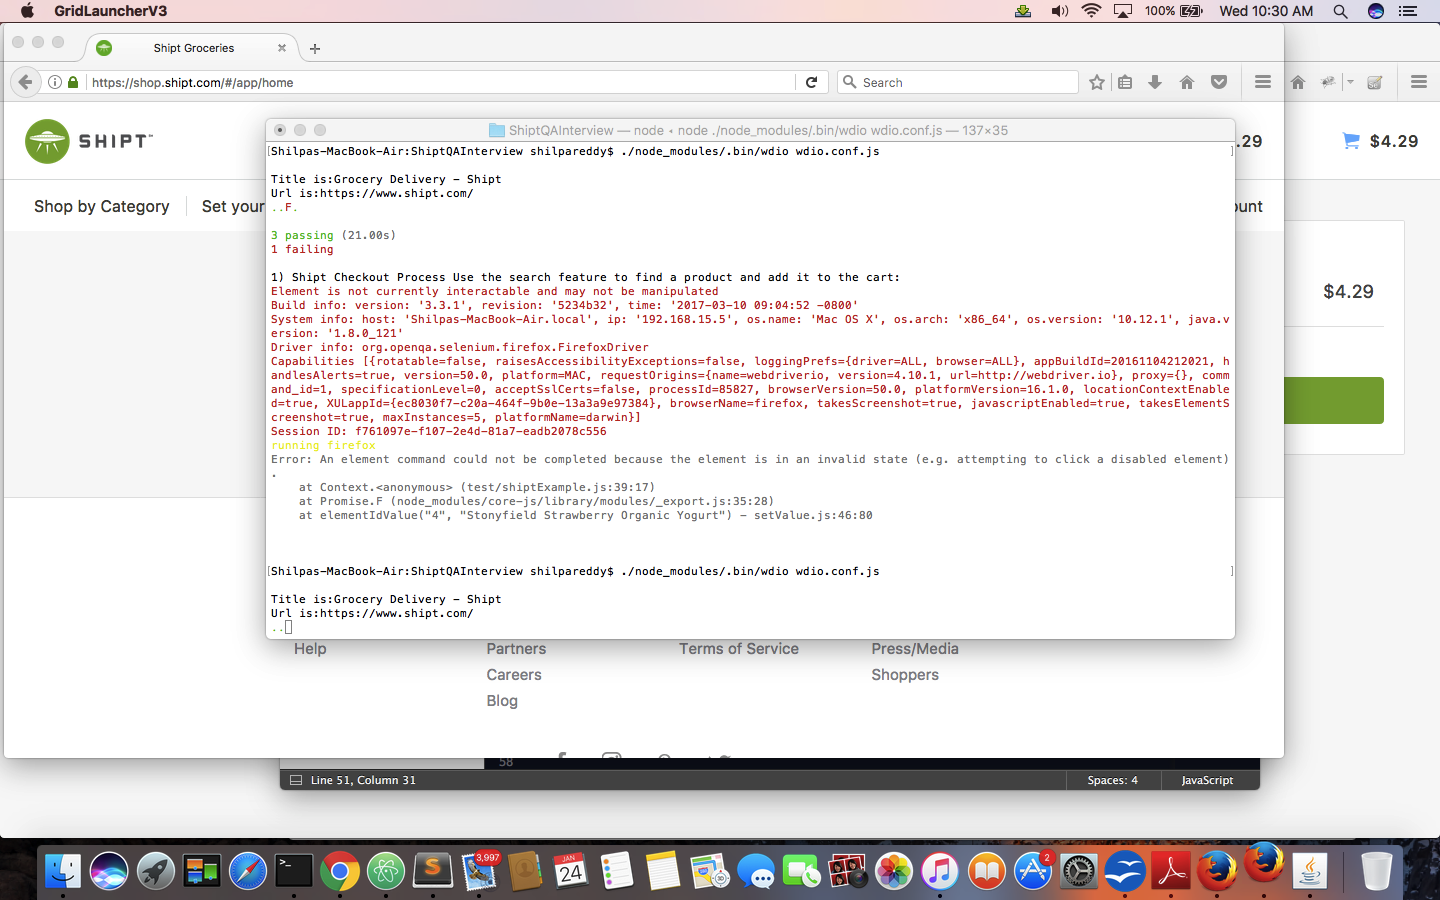 GridLauncherV3
100%
Wed 10:30 AM
Shipt Groceries
https://shop.shipt.com/#/app/home
Search
SHIPT
.29
$4.29
Shop by Category
Set your
ount
$4.29
ShiptQAInterview — node • node ./node_modules/.bin/wdio wdio.conf.js — 137×35
[Shilpas-MacBook-Air:ShiptQAInterview shilpareddy$ ./node_modules/.bin/wdio wdio.conf.js ]
Title is:Grocery Delivery - Shipt
Url is:https://www.shipt.com/
..F.
3 passing (21.00s)
1 failing
1) Shipt Checkout Process Use the search feature to find a product and add it to the cart:
Element is not currently interactable and may not be manipulated
Build info: version: '3.3.1', revision: '5234b32', time: '2017-03-10 09:04:52 -0800'
System info: host: 'Shilpas-MacBook-Air.local', ip: '192.168.15.5', os.name: 'Mac OS X', os.arch: 'x86_64', os.version: '10.12.1', java.v
ersion: '1.8.0_121'
Driver info: org.openqa.selenium.firefox.FirefoxDriver
Capabilities [{rotatable=false, raisesAccessibilityExceptions=false, loggingPrefs={driver=ALL, browser=ALL}, appBuildId=20161104212021, h
andlesAlerts=true, version=50.0, platform=MAC, requestOrigins={name=webdriverio, version=4.10.1, url=http://webdriver.io}, proxy={}, comm
and_id=1, specificationLevel=0, acceptSslCerts=false, processId=85827, browserVersion=50.0, platformVersion=16.1.0, locationContextEnable
d=true, XULappId={ec8030f7-c20a-464f-9b0e-13a3a9e97384}, browserName=firefox, takesScreenshot=true, javascriptEnabled=true, takesElementS
creenshot=true, maxInstances=5, platformName=darwin}]
Session ID: f761097e-f107-2e4d-81a7-eadb2078c556
running firefox
Error: An element command could not be completed because the element is in an invalid state (e.g. attempting to click a disabled element)
.
at Context.<anonymous> (test/shiptExample.js:39:17)
at Promise.F (node_modules/core-js/library/modules/_export.js:35:28)
at elementIdValue("4", "Stonyfield Strawberry Organic Yogurt") - setValue.js:46:80
[Shilpas-MacBook-Air:ShiptQAInterview shilpareddy$ ./node_modules/.bin/wdio wdio.conf.js ]
Title is:Grocery Delivery - Shipt
Url is:https://www.shipt.com/
..
Help
Partners
Terms of Service
Press/Media
Careers
Shoppers
Blog
58
Line 51, Column 31
Spaces: 4
JavaScript
3,997
JAN
24
2